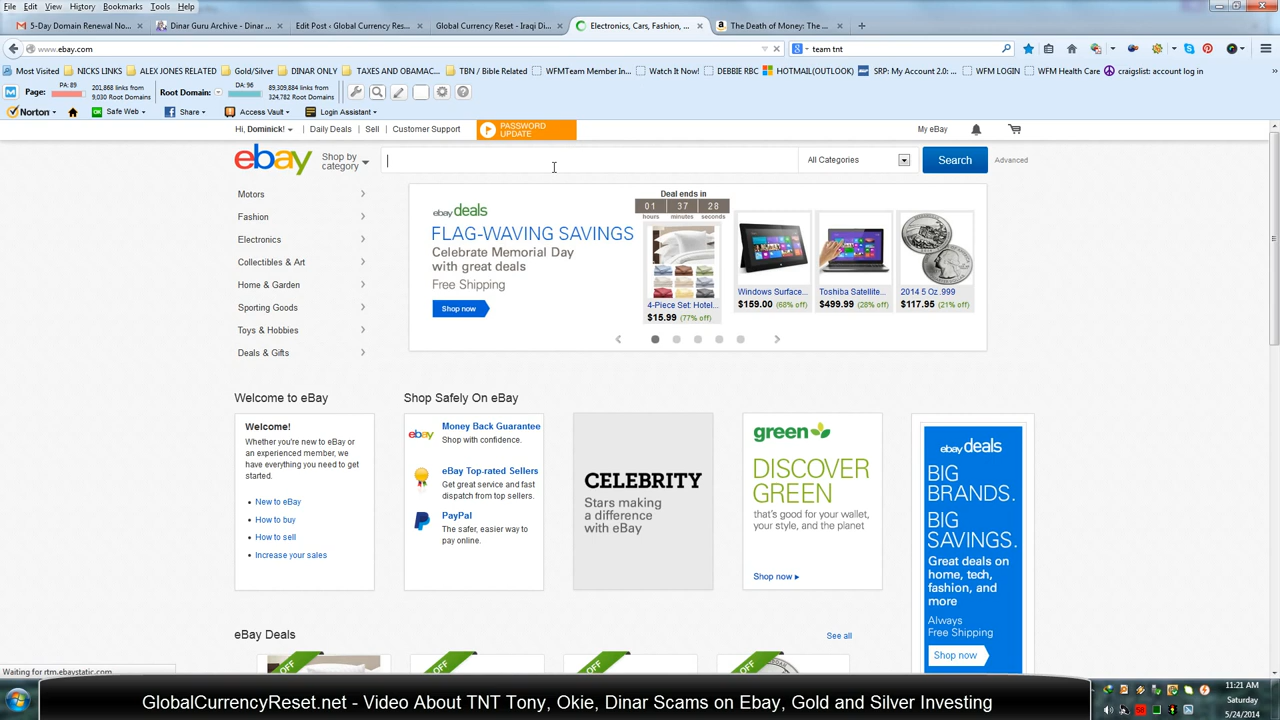 File Edit View History Bookmarks Tools Help
5-Day Domain Renewal No... Dinar Guru Archive - Dinar ... Edit Post ‹ Global Currency Res... Global Currency Reset - Iraqi Di... Electronics, Cars, Fashion, ... The Death of Money: The ...
www.ebay.com team tnt
Most Visited NICKS LINKS ALEX JONES RELATED Gold/Silver DINAR ONLY TAXES AND OBAMAC... TBN / Bible Related WFMTeam Member In... Watch It Now! DEBBIE RBC HOTMAIL(OUTLOOK) SRP: My Account 2.0: ... WFM LOGIN WFM Health Care craigslist: account log in
PA: 89 201,868 links from 9,030 Root Domains Root Domain: DA: 96 89,309,884 links from 324,782 Root Domains
Norton Safe Web Share Access Vault Login Assistant
Hi, Dominick! Daily Deals Sell Customer Support PASSWORD UPDATE My eBay
ebay Shop by category All Categories Search Advanced
Motors
Fashion
Electronics
Collectibles & Art
Home & Garden
Sporting Goods
Toys & Hobbies
Deals & Gifts
ebay deals
FLAG-WAVING SAVINGS
Celebrate Memorial Day
with great deals
Free Shipping
Shop now
Deal ends in
01 37 28
hours minutes seconds
4-Piece Set: Hotel...
$15.99 (77% off)
Windows Surface...
$159.00 (68% off)
Toshiba Satellite...
$499.99 (28% off)
2014 5 Oz .999
$117.95 (21% off)
Welcome to eBay
Welcome!
Whether you're new to eBay or
an experienced member, we
have everything you need to get
started.
New to eBay
How to buy
How to sell
Increase your sales
Shop Safely On eBay
ebay Money Back Guarantee
Shop with confidence.
eBay Top-rated Sellers
Get great service and fast
dispatch from top sellers.
PayPal
The safer, easier way to
pay online.
CELEBRITY
Stars making
a difference
with eBay
green
DISCOVER
GREEN
that's good for your wallet,
your style, and the planet
Shop now
ebay deals
BIG
BRANDS.
BIG
SAVINGS.
Great deals on
home, tech,
fashion, and
more
Always
Free Shipping
Shop now
eBay Deals See all
OFF OFF OFF OFF
Waiting for rtm.ebaystatic.com...
GlobalCurrencyReset.net - Video About TNT Tony, Okie, Dinar Scams on Ebay, Gold and Silver Investing
11:21 AM
Saturday
5/24/2014